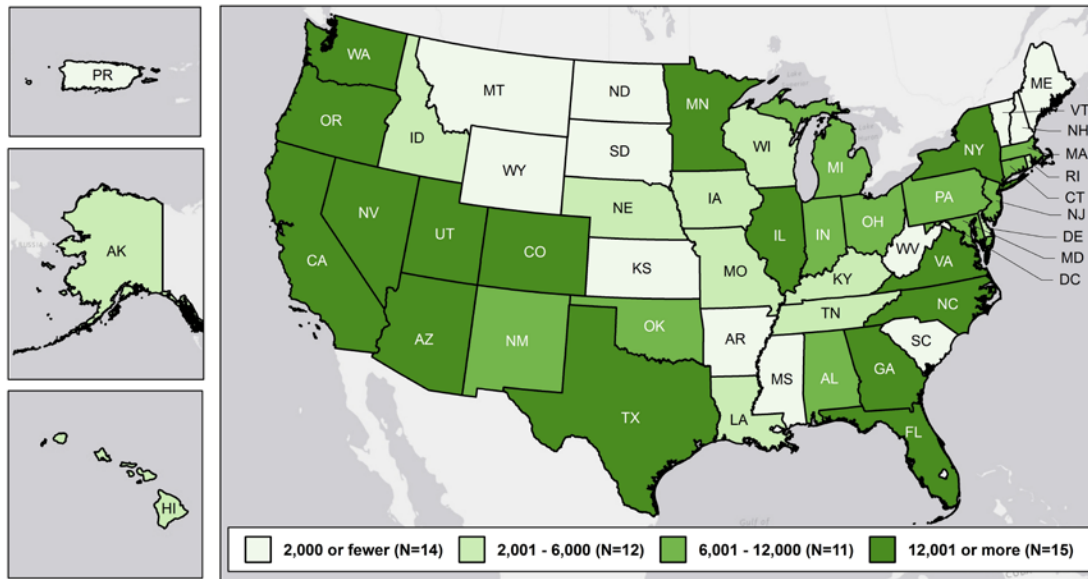 PR
AK
HI
WA
OR
CA
NV
ID
MT
WY
UT
AZ
CO
NM
ND
SD
NE
KS
OK
TX
MN
IA
MO
AR
LA
WI
IL
MS
MI
IN
KY
TN
AL
OH
WV
GA
FL
PA
NY
VA
NC
SC
ME
VT
NH
MA
RI
CT
NJ
DE
MD
DC
2,000 or fewer (N=14)
2,001 - 6,000 (N=12)
6,001 - 12,000 (N=11)
12,001 or more (N=15)